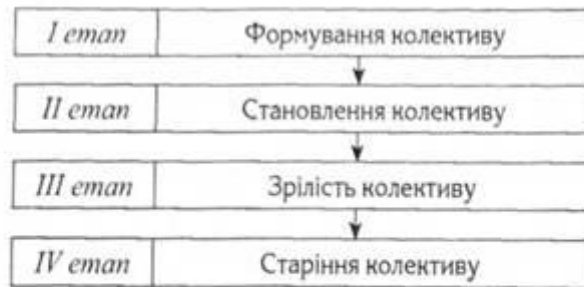 I етап Формування колективу
II етап Становлення колективу
III етап Зрілість колективу
IV етап Старіння колективу